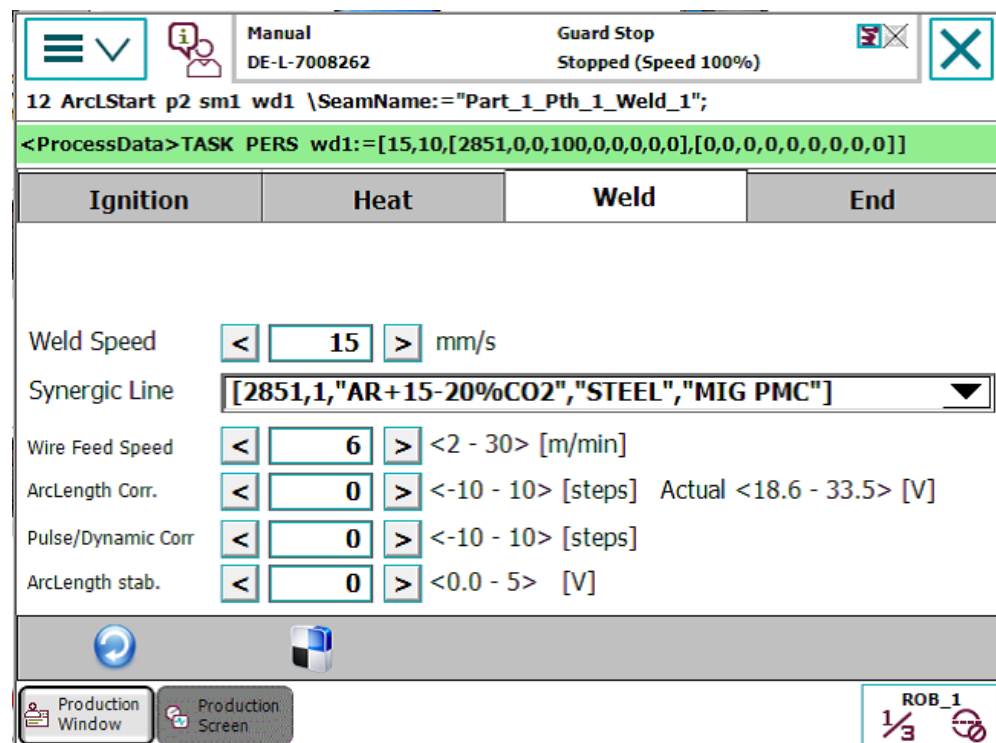 Manual Guard Stop
DE-L-7008262 Stopped (Speed 100%)
12 ArcLStart p2 sm1 wd1 \SeamName:="Part_1_Pth_1_Weld_1";
<ProcessData>TASK PERS wd1:=[15,10,[2851,0,0,100,0,0,0,0,0],[0,0,0,0,0,0,0,0,0]]
Ignition Heat Weld End
Weld Speed < 15 > mm/s
Synergic Line [2851,1,"AR+15-20%CO2","STEEL","MIG PMC"]
Wire Feed Speed < 6 > <2 - 30> [m/min]
ArcLength Corr. < 0 > <-10 - 10> [steps] Actual <18.6 - 33.5> [V]
Pulse/Dynamic Corr < 0 > <-10 - 10> [steps]
ArcLength stab. < 0 > <0.0 - 5> [V]
Production Window
Production Screen
ROB_1
1/3